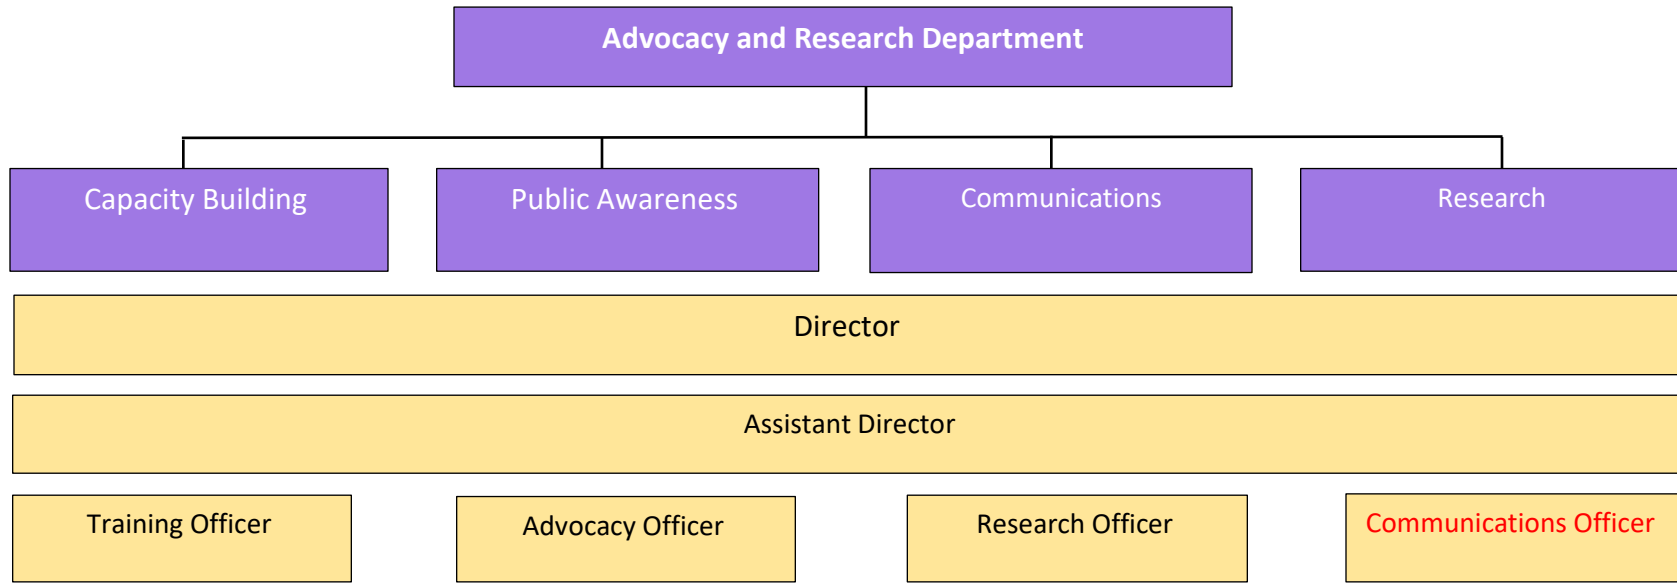 Advocacy and Research Department
Capacity Building
Public Awareness
Communications
Research
Director
Assistant Director
Training Officer
Advocacy Officer
Research Officer
Communications Officer